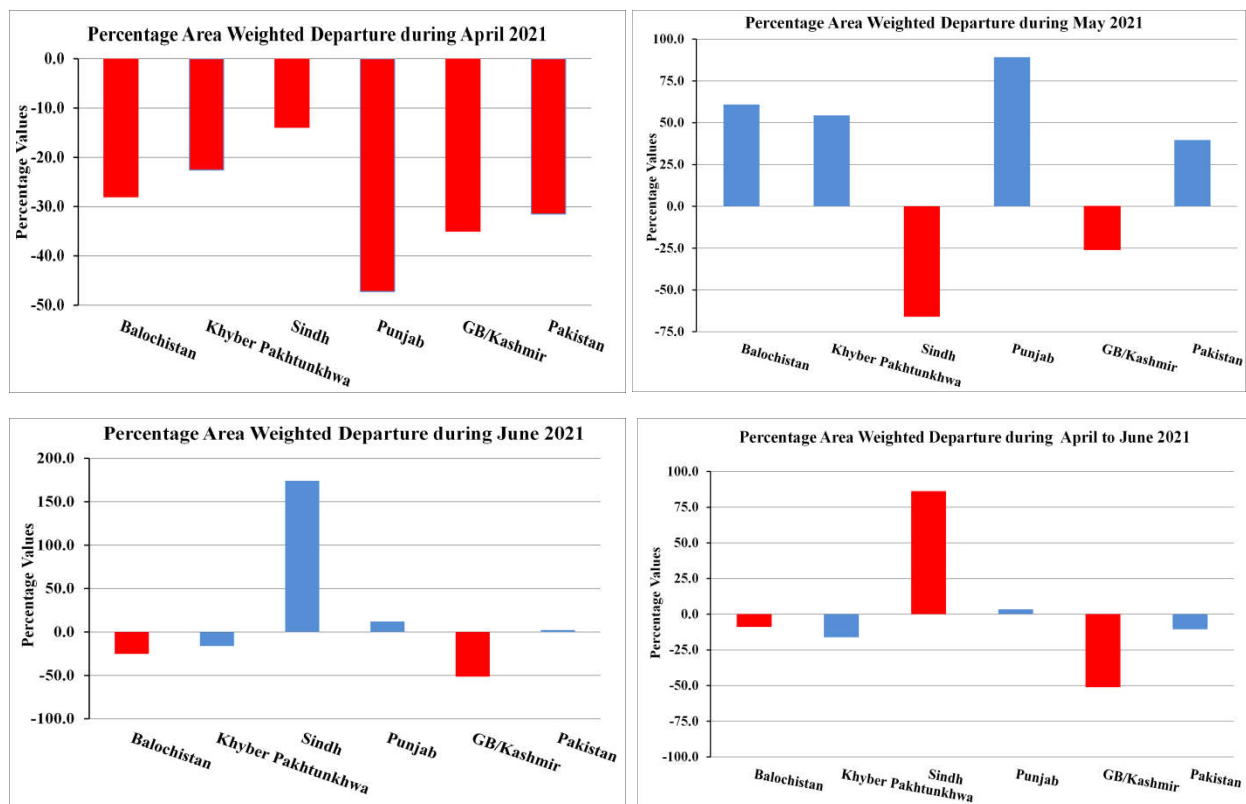 Percentage Area Weighted Departure during April 2021
Percentage Values
0.0
-10.0
-20.0
-30.0
-40.0
-50.0
Balochistan
Khyber Pakhtunkhwa
Sindh
Punjab
GB/Kashmir
Pakistan
Percentage Area Weighted Departure during May 2021
Percentage Values
100.0
75.0
50.0
25.0
0.0
-25.0
-50.0
-75.0
Balochistan
Khyber Pakhtunkhwa
Sindh
Punjab
GB/Kashmir
Pakistan
Percentage Area Weighted Departure during June 2021
Percentage Values
200.0
150.0
100.0
50.0
0.0
-50.0
-100.0
Balochistan
Khyber Pakhtunkhwa
Sindh
Punjab
GB/Kashmir
Pakistan
Percentage Area Weighted Departure during April to June 2021
Percentage Values
100.0
75.0
50.0
25.0
0.0
-25.0
-50.0
-75.0
-100.0
Balochistan
Khyber Pakhtunkhwa
Sindh
Punjab
GB/Kashmir
Pakistan